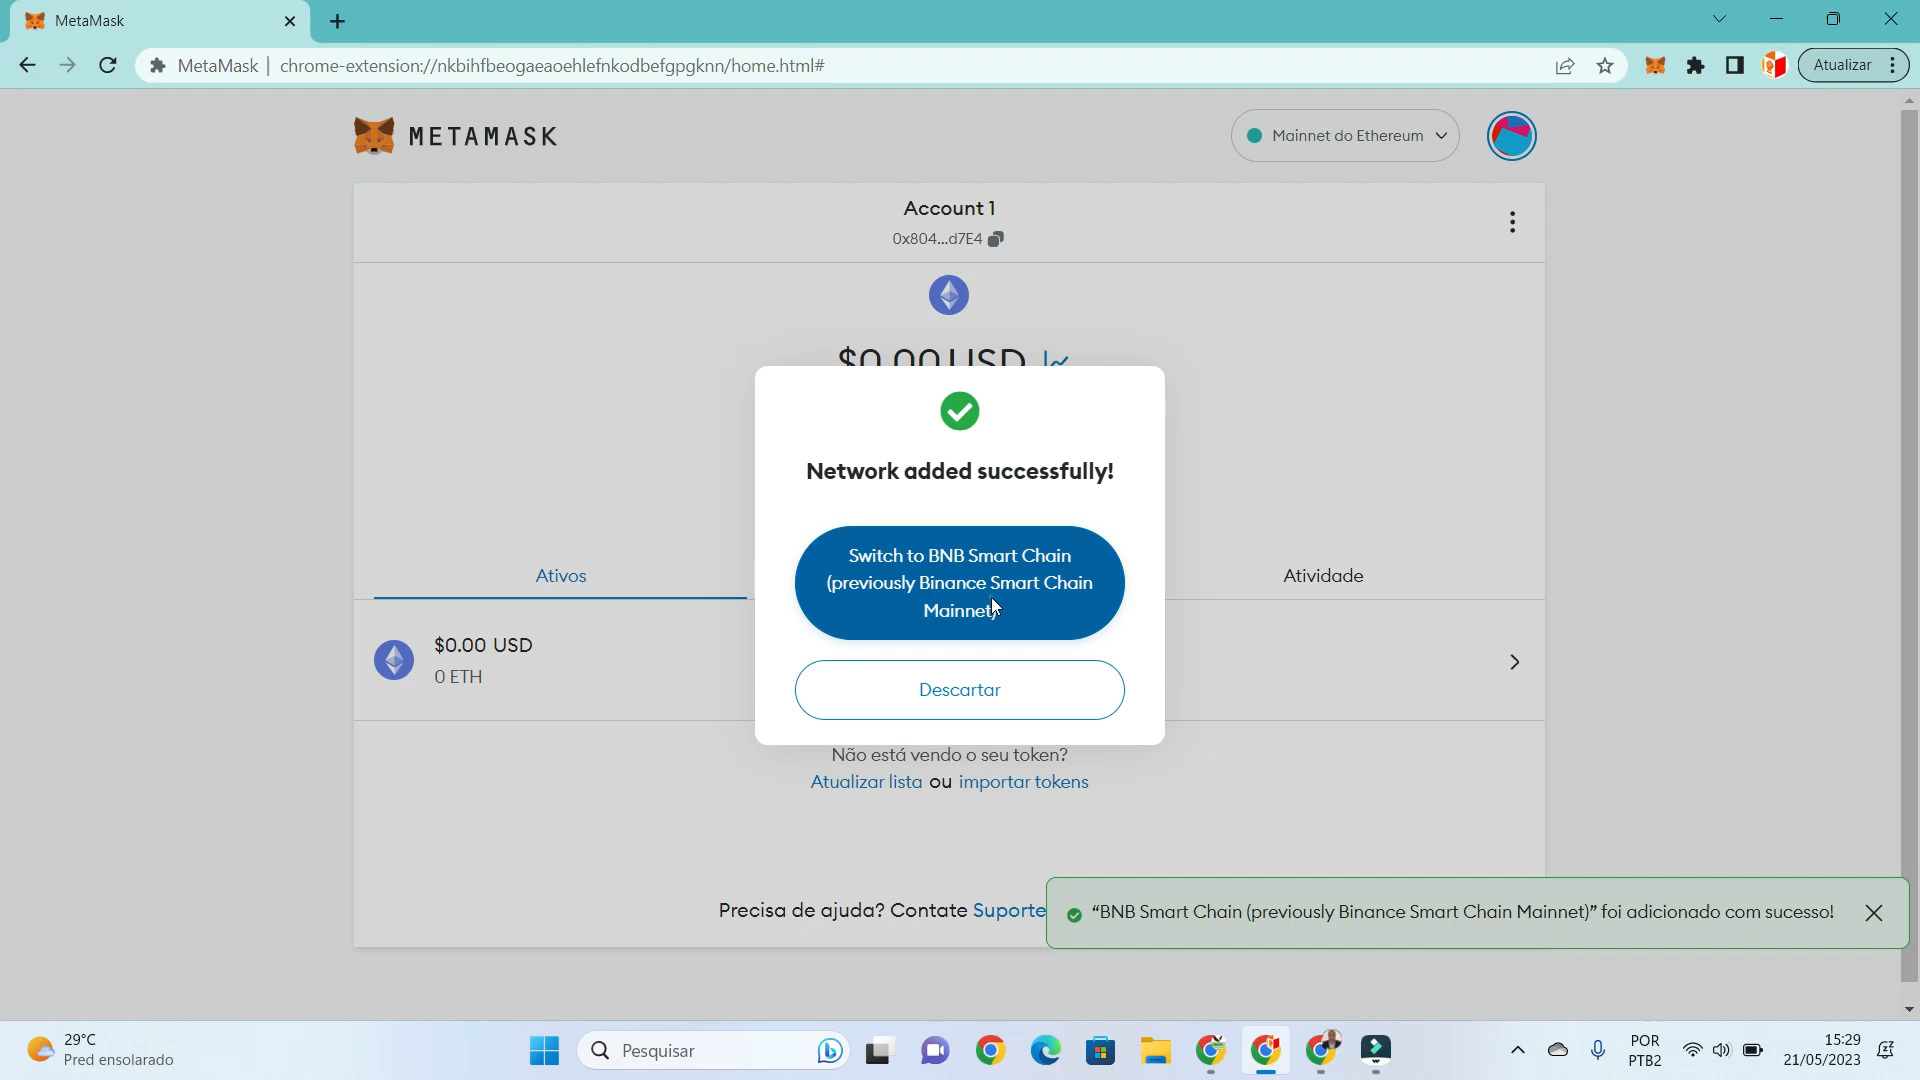 MetaMask
MetaMask | chrome-extension://nkbihfbeogaeaoehlefnkodbefgpgknn/home.html#
Atualizar
METAMASK
Mainnet do Ethereum
Account 1
0x804...d7E4
$0.00 USD
Network added successfully!
Switch to BNB Smart Chain
(previously Binance Smart Chain
Mainnet)
Descartar
Ativos
Atividade
$0.00 USD
0 ETH
Não está vendo o seu token?
Atualizar lista ou importar tokens
Precisa de ajuda? Contate Suporte
“BNB Smart Chain (previously Binance Smart Chain Mainnet)” foi adicionado com sucesso!
29°C
Pred ensolarado
Pesquisar
POR
PTB2
15:29
21/05/2023